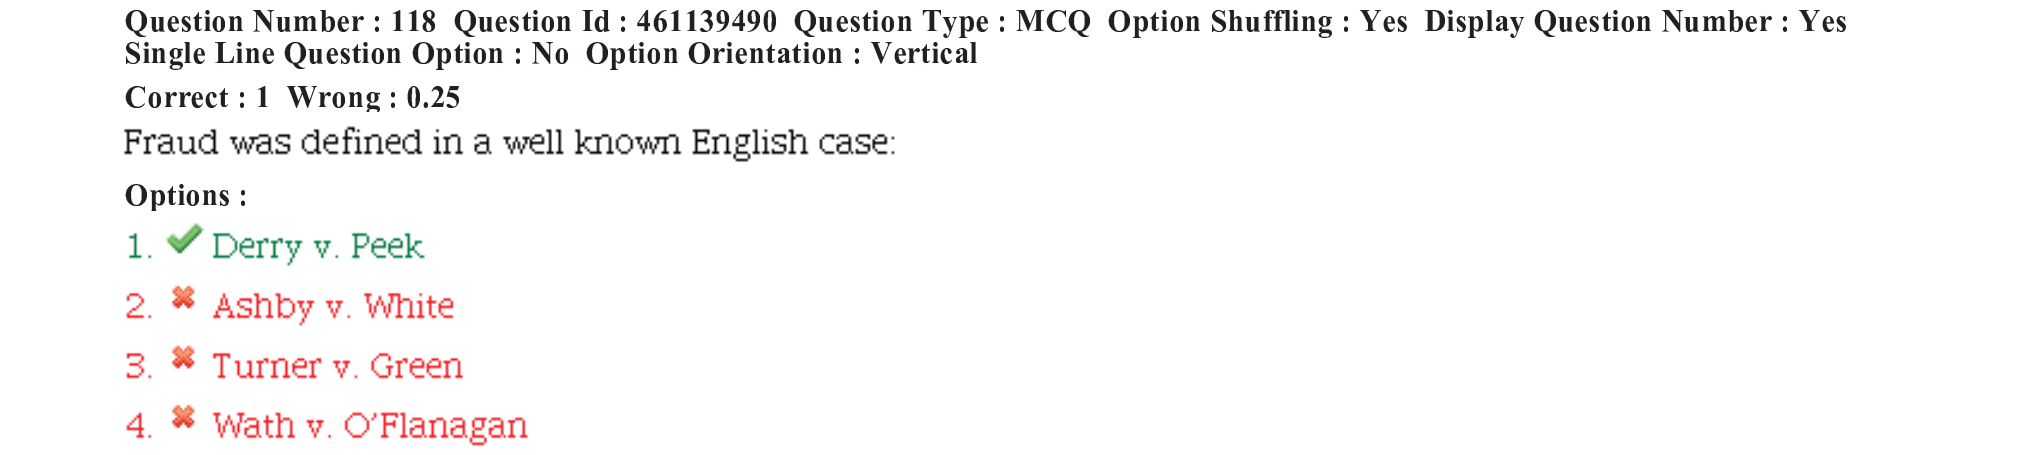 Question Number : 118 Question Id : 461139490 Question Type : MCQ Option Shuffling : Yes Display Question Number : Yes
Single Line Question Option : No Option Orientation : Vertical
Correct : 1 Wrong : 0.25
Fraud was defined in a well known English case:
Options :
1. Derry v. Peek
2. Ashby v. White
3. Turner v. Green
4. Wath v. O'Flanagan